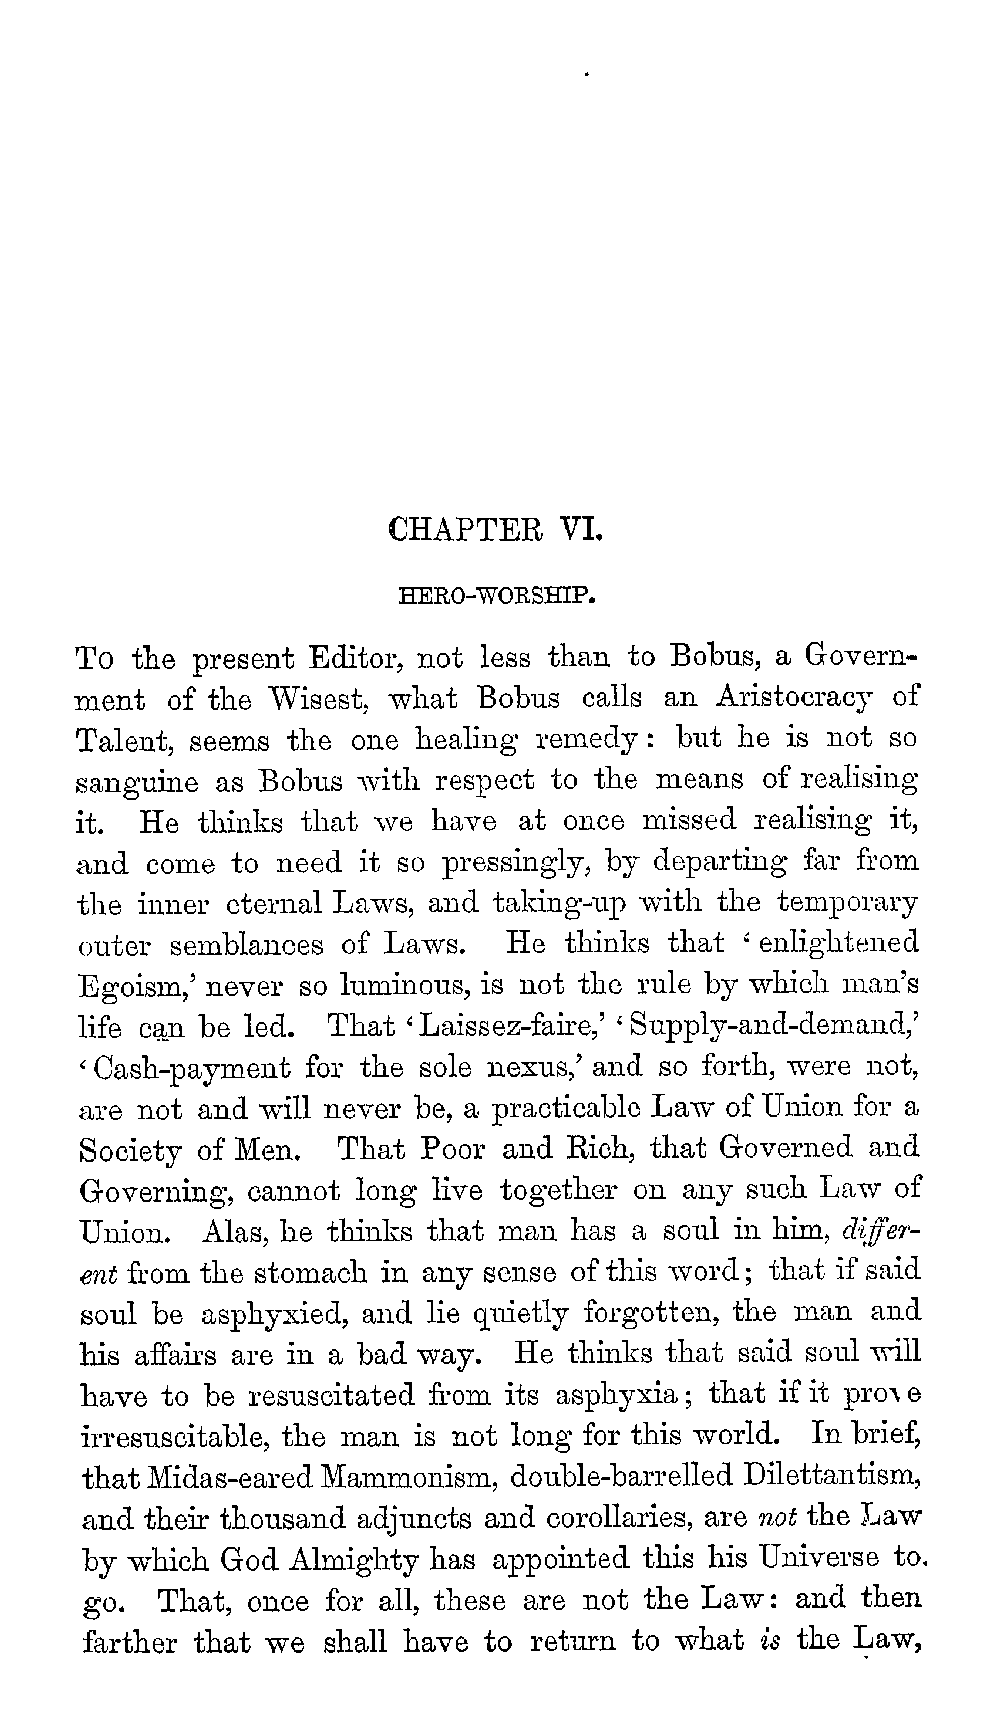 CHAPTER VI.
HERO-WORSHIP.
To the present Editor, not less than to Bobus, a Govern-
ment of the Wisest, what Bobus calls an Aristocracy of
Talent, seems the one healing remedy: but he is not so
sanguine as Bobus with respect to the means of realising
it. He thinks that we have at once missed realising it,
and come to need it so pressingly, by departing far from
the inner eternal Laws, and taking-up with the temporary
outer semblances of Laws. He thinks that ‘enlightened
Egoism,’ never so luminous, is not the rule by which man’s
life can be led. That ‘Laissez-faire,’ ‘Supply-and-demand,’
‘Cash-payment for the sole nexus,’ and so forth, were not,
are not and will never be, a practicable Law of Union for a
Society of Men. That Poor and Rich, that Governed and
Governing, cannot long live together on any such Law of
Union. Alas, he thinks that man has a soul in him, differ-
ent from the stomach in any sense of this word; that if said
soul be asphyxied, and lie quietly forgotten, the man and
his affairs are in a bad way. He thinks that said soul will
have to be resuscitated from its asphyxia; that if it prove
irresuscitable, the man is not long for this world. In brief,
that Midas-eared Mammonism, double-barrelled Dilettantism,
and their thousand adjuncts and corollaries, are not the Law
by which God Almighty has appointed this his Universe to
go. That, once for all, these are not the Law: and then
farther that we shall have to return to what is the Law,